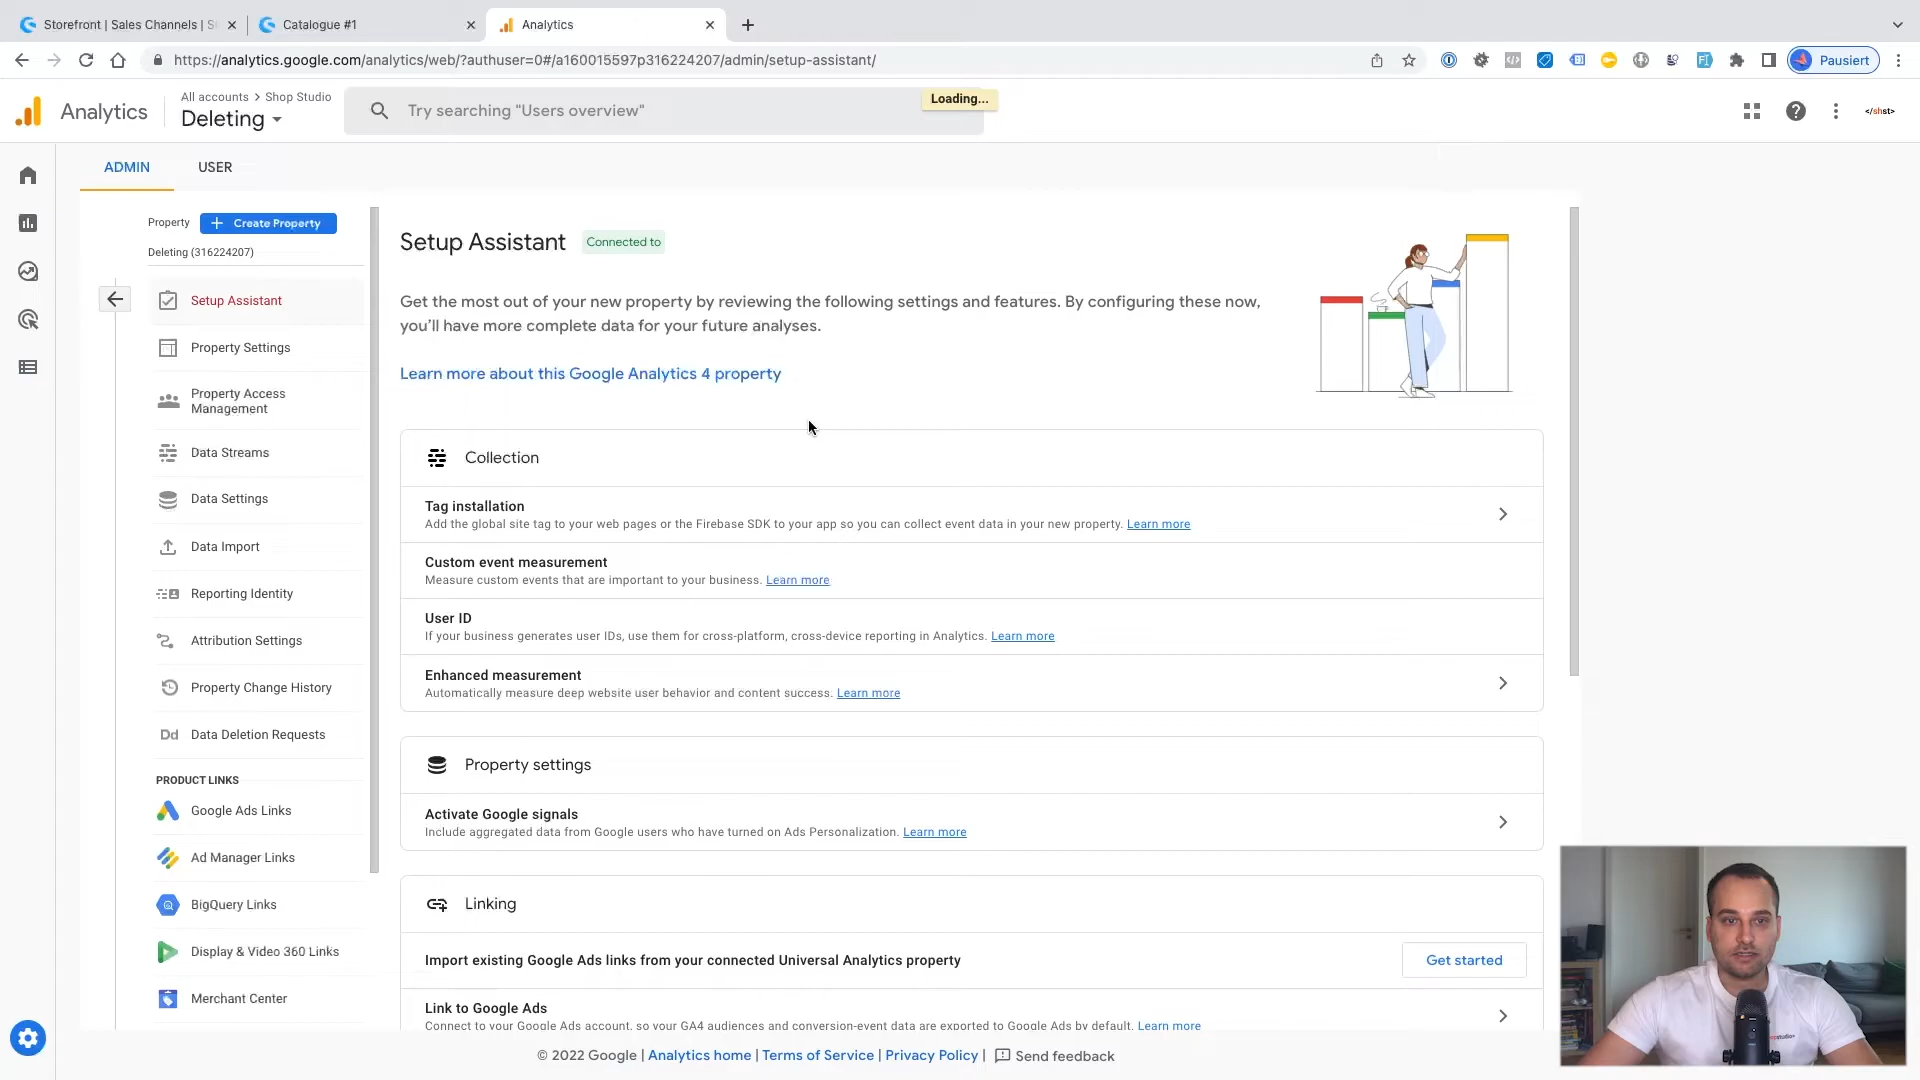 Storefront | Sales Channels | S
Catalogue #1
Analytics
https://analytics.google.com/analytics/web/?authuser=0#/a160015597p316224207/admin/setup-assistant/
Pausiert
Analytics
All accounts > Shop Studio
Deleting
Try searching "Users overview"
Loading...
</shst>
ADMIN
USER
Property
+ Create Property
Deleting (316224207)
Setup Assistant
Property Settings
Property Access
Management
Data Streams
Data Settings
Data Import
Reporting Identity
Attribution Settings
Property Change History
Dd Data Deletion Requests
PRODUCT LINKS
Google Ads Links
Ad Manager Links
BigQuery Links
Display & Video 360 Links
Merchant Center
Setup Assistant
Connected to
Get the most out of your new property by reviewing the following settings and features. By configuring these now,
you'll have more complete data for your future analyses.
Learn more about this Google Analytics 4 property
Collection
Tag installation
Add the global site tag to your web pages or the Firebase SDK to your app so you can collect event data in your new property. Learn more
Custom event measurement
Measure custom events that are important to your business. Learn more
User ID
If your business generates user IDs, use them for cross-platform, cross-device reporting in Analytics. Learn more
Enhanced measurement
Automatically measure deep website user behavior and content success. Learn more
Property settings
Activate Google signals
Include aggregated data from Google users who have turned on Ads Personalization. Learn more
Linking
Import existing Google Ads links from your connected Universal Analytics property
Get started
Link to Google Ads
Connect to your Google Ads account, so your GA4 audiences and conversion-event data are exported to Google Ads by default. Learn more
© 2022 Google | Analytics home | Terms of Service | Privacy Policy | Send feedback